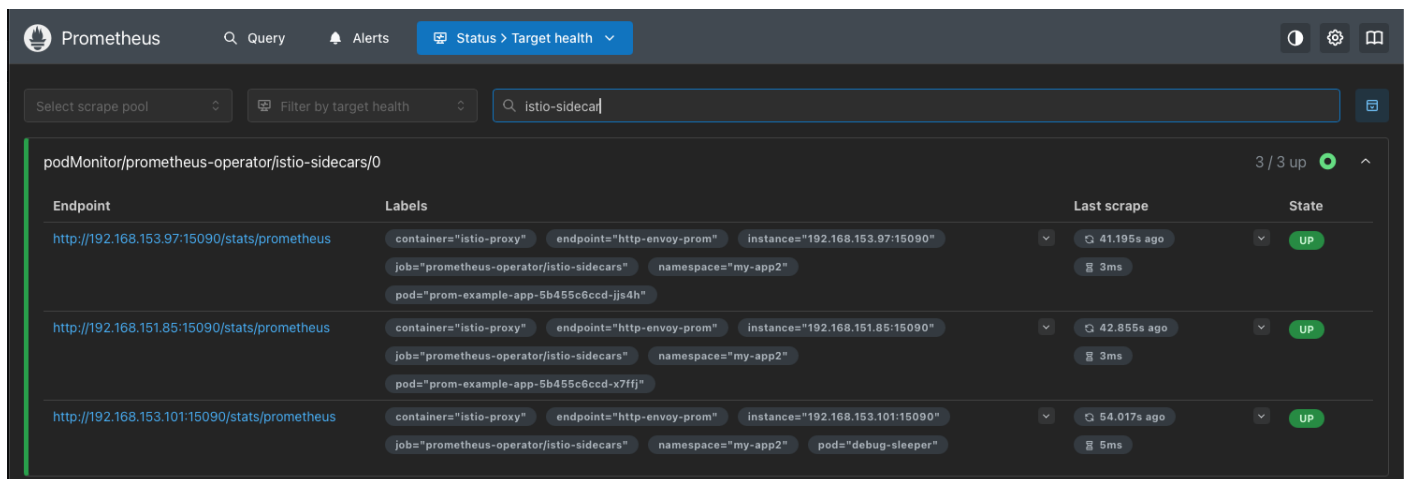 Prometheus Query Alerts Status > Target health
Select scrape pool Filter by target health istio-sidecar
podMonitor/prometheus-operator/istio-sidecars/0 3 / 3 up
Endpoint Labels Last scrape State
http://192.168.153.97:15090/stats/prometheus container="istio-proxy" endpoint="http-envoy-prom" instance="192.168.153.97:15090" 41.195s ago UP
job="prometheus-operator/istio-sidecars" namespace="my-app2" 3ms
pod="prom-example-app-5b455c6ccd-jjs4h"
http://192.168.151.85:15090/stats/prometheus container="istio-proxy" endpoint="http-envoy-prom" instance="192.168.151.85:15090" 42.855s ago UP
job="prometheus-operator/istio-sidecars" namespace="my-app2" 3ms
pod="prom-example-app-5b455c6ccd-x7ffj"
http://192.168.153.101:15090/stats/prometheus container="istio-proxy" endpoint="http-envoy-prom" instance="192.168.153.101:15090" 54.017s ago UP
job="prometheus-operator/istio-sidecars" namespace="my-app2" pod="debug-sleeper" 5ms